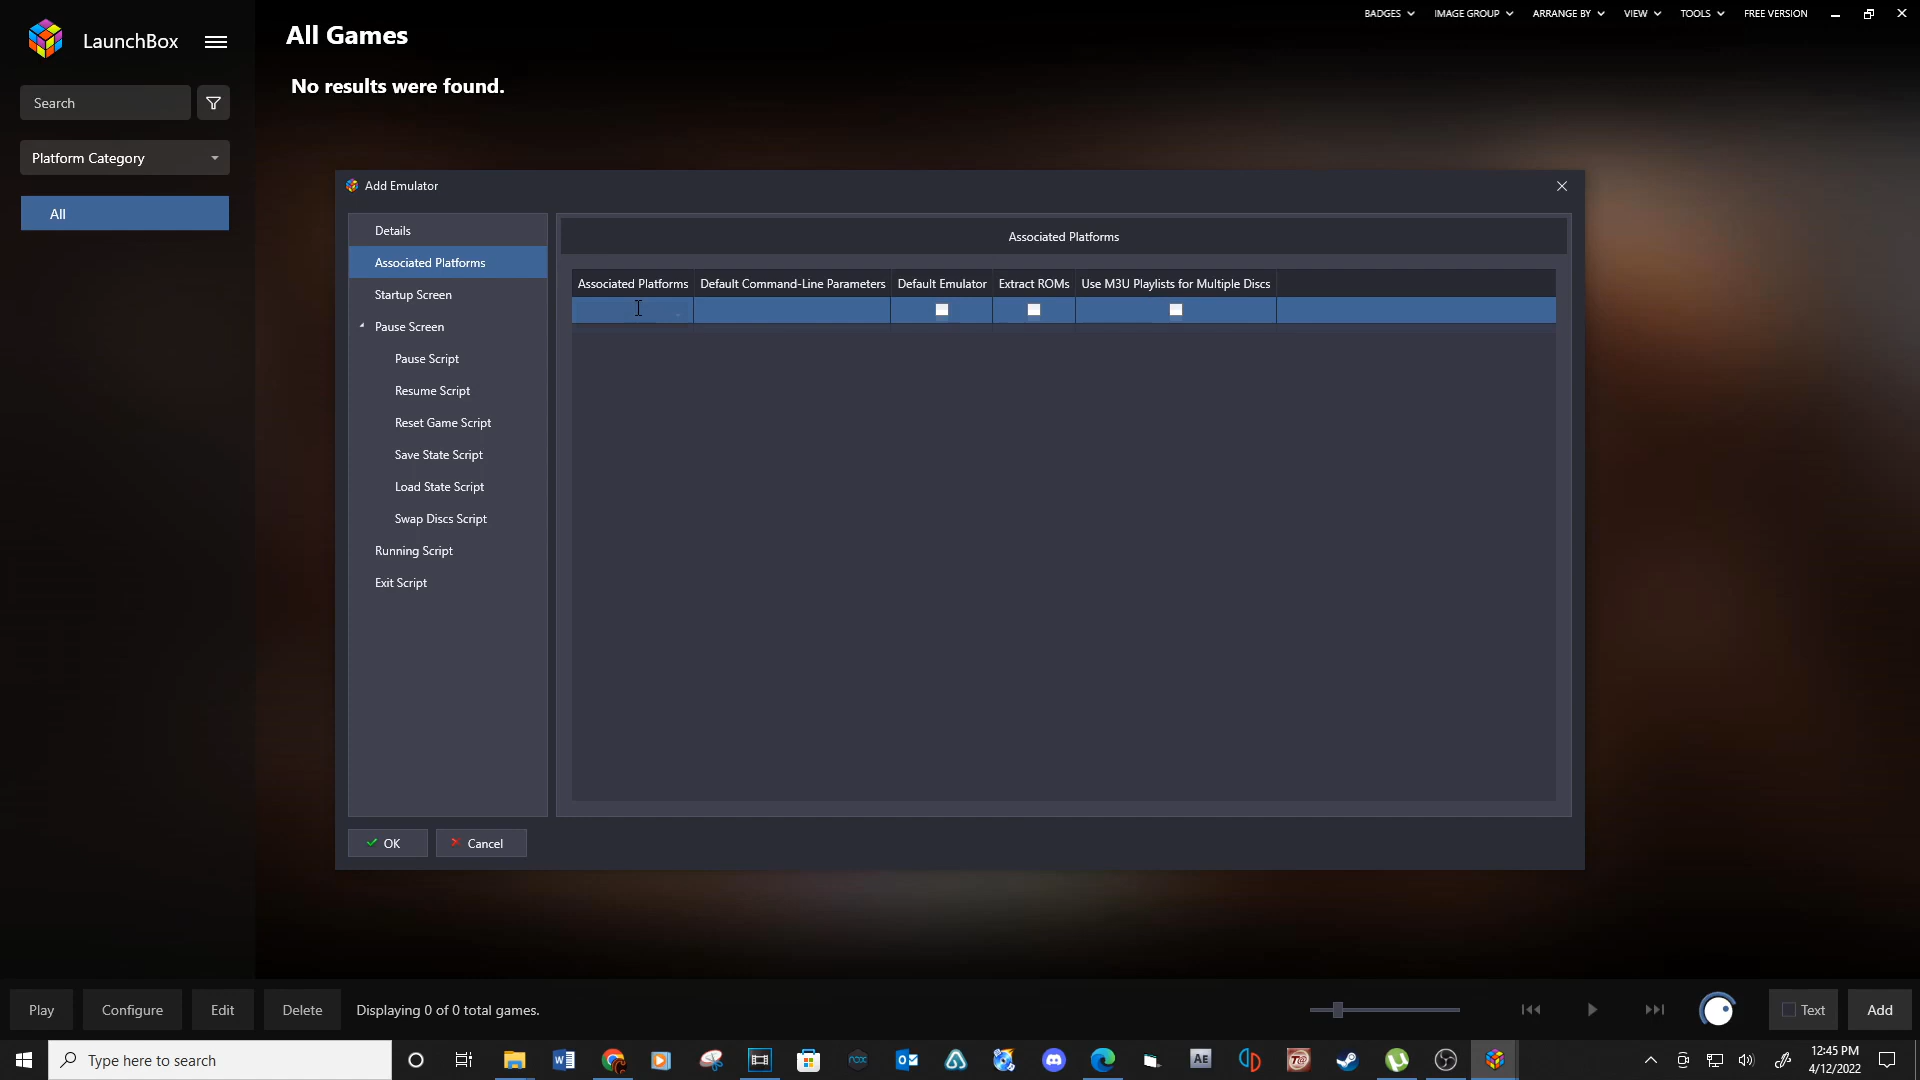 LaunchBox
All Games
BADGES
IMAGE GROUP
ARRANGE BY
VIEW
TOOLS
FREE VERSION
No results were found.
Search
Platform Category
All
Add Emulator
Details
Associated Platforms
Startup Screen
Pause Screen
Pause Script
Resume Script
Reset Game Script
Save State Script
Load State Script
Swap Discs Script
Running Script
Exit Script
Associated Platforms
Associated Platforms Default Command-Line Parameters Default Emulator Extract ROMs Use M3U Playlists for Multiple Discs
OK
Cancel
Play
Configure
Edit
Delete
Displaying 0 of 0 total games.
Text
Add
Type here to search
nox
AE
12:45 PM
4/12/2022